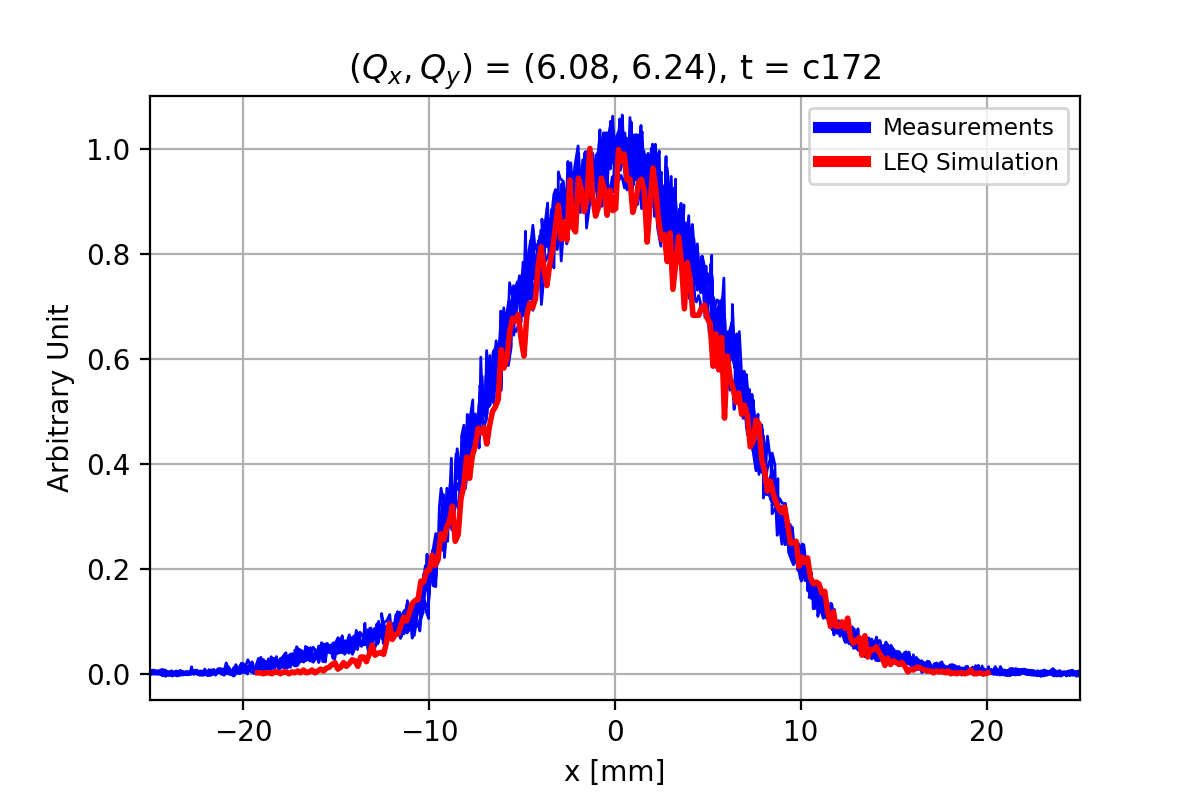 (Qx, Qy) = (6.08, 6.24), t = c172
Measurements
LEQ Simulation
1.0
0.8
0.6
0.4
0.2
0.0
Arbitrary Unit
−20 −10 0 10 20
x [mm]